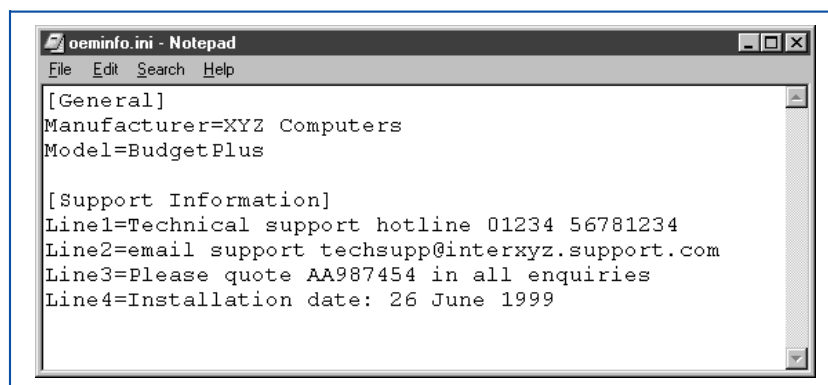 oeminfo.ini - Notepad
File Edit Search Help
[General]
Manufacturer=XYZ Computers
Model=BudgetPlus
[Support Information]
Line1=Technical support hotline 01234 56781234
Line2=email support techsupp@interxyz.support.com
Line3=Please quote AA987454 in all enquiries
Line4=Installation date: 26 June 1999